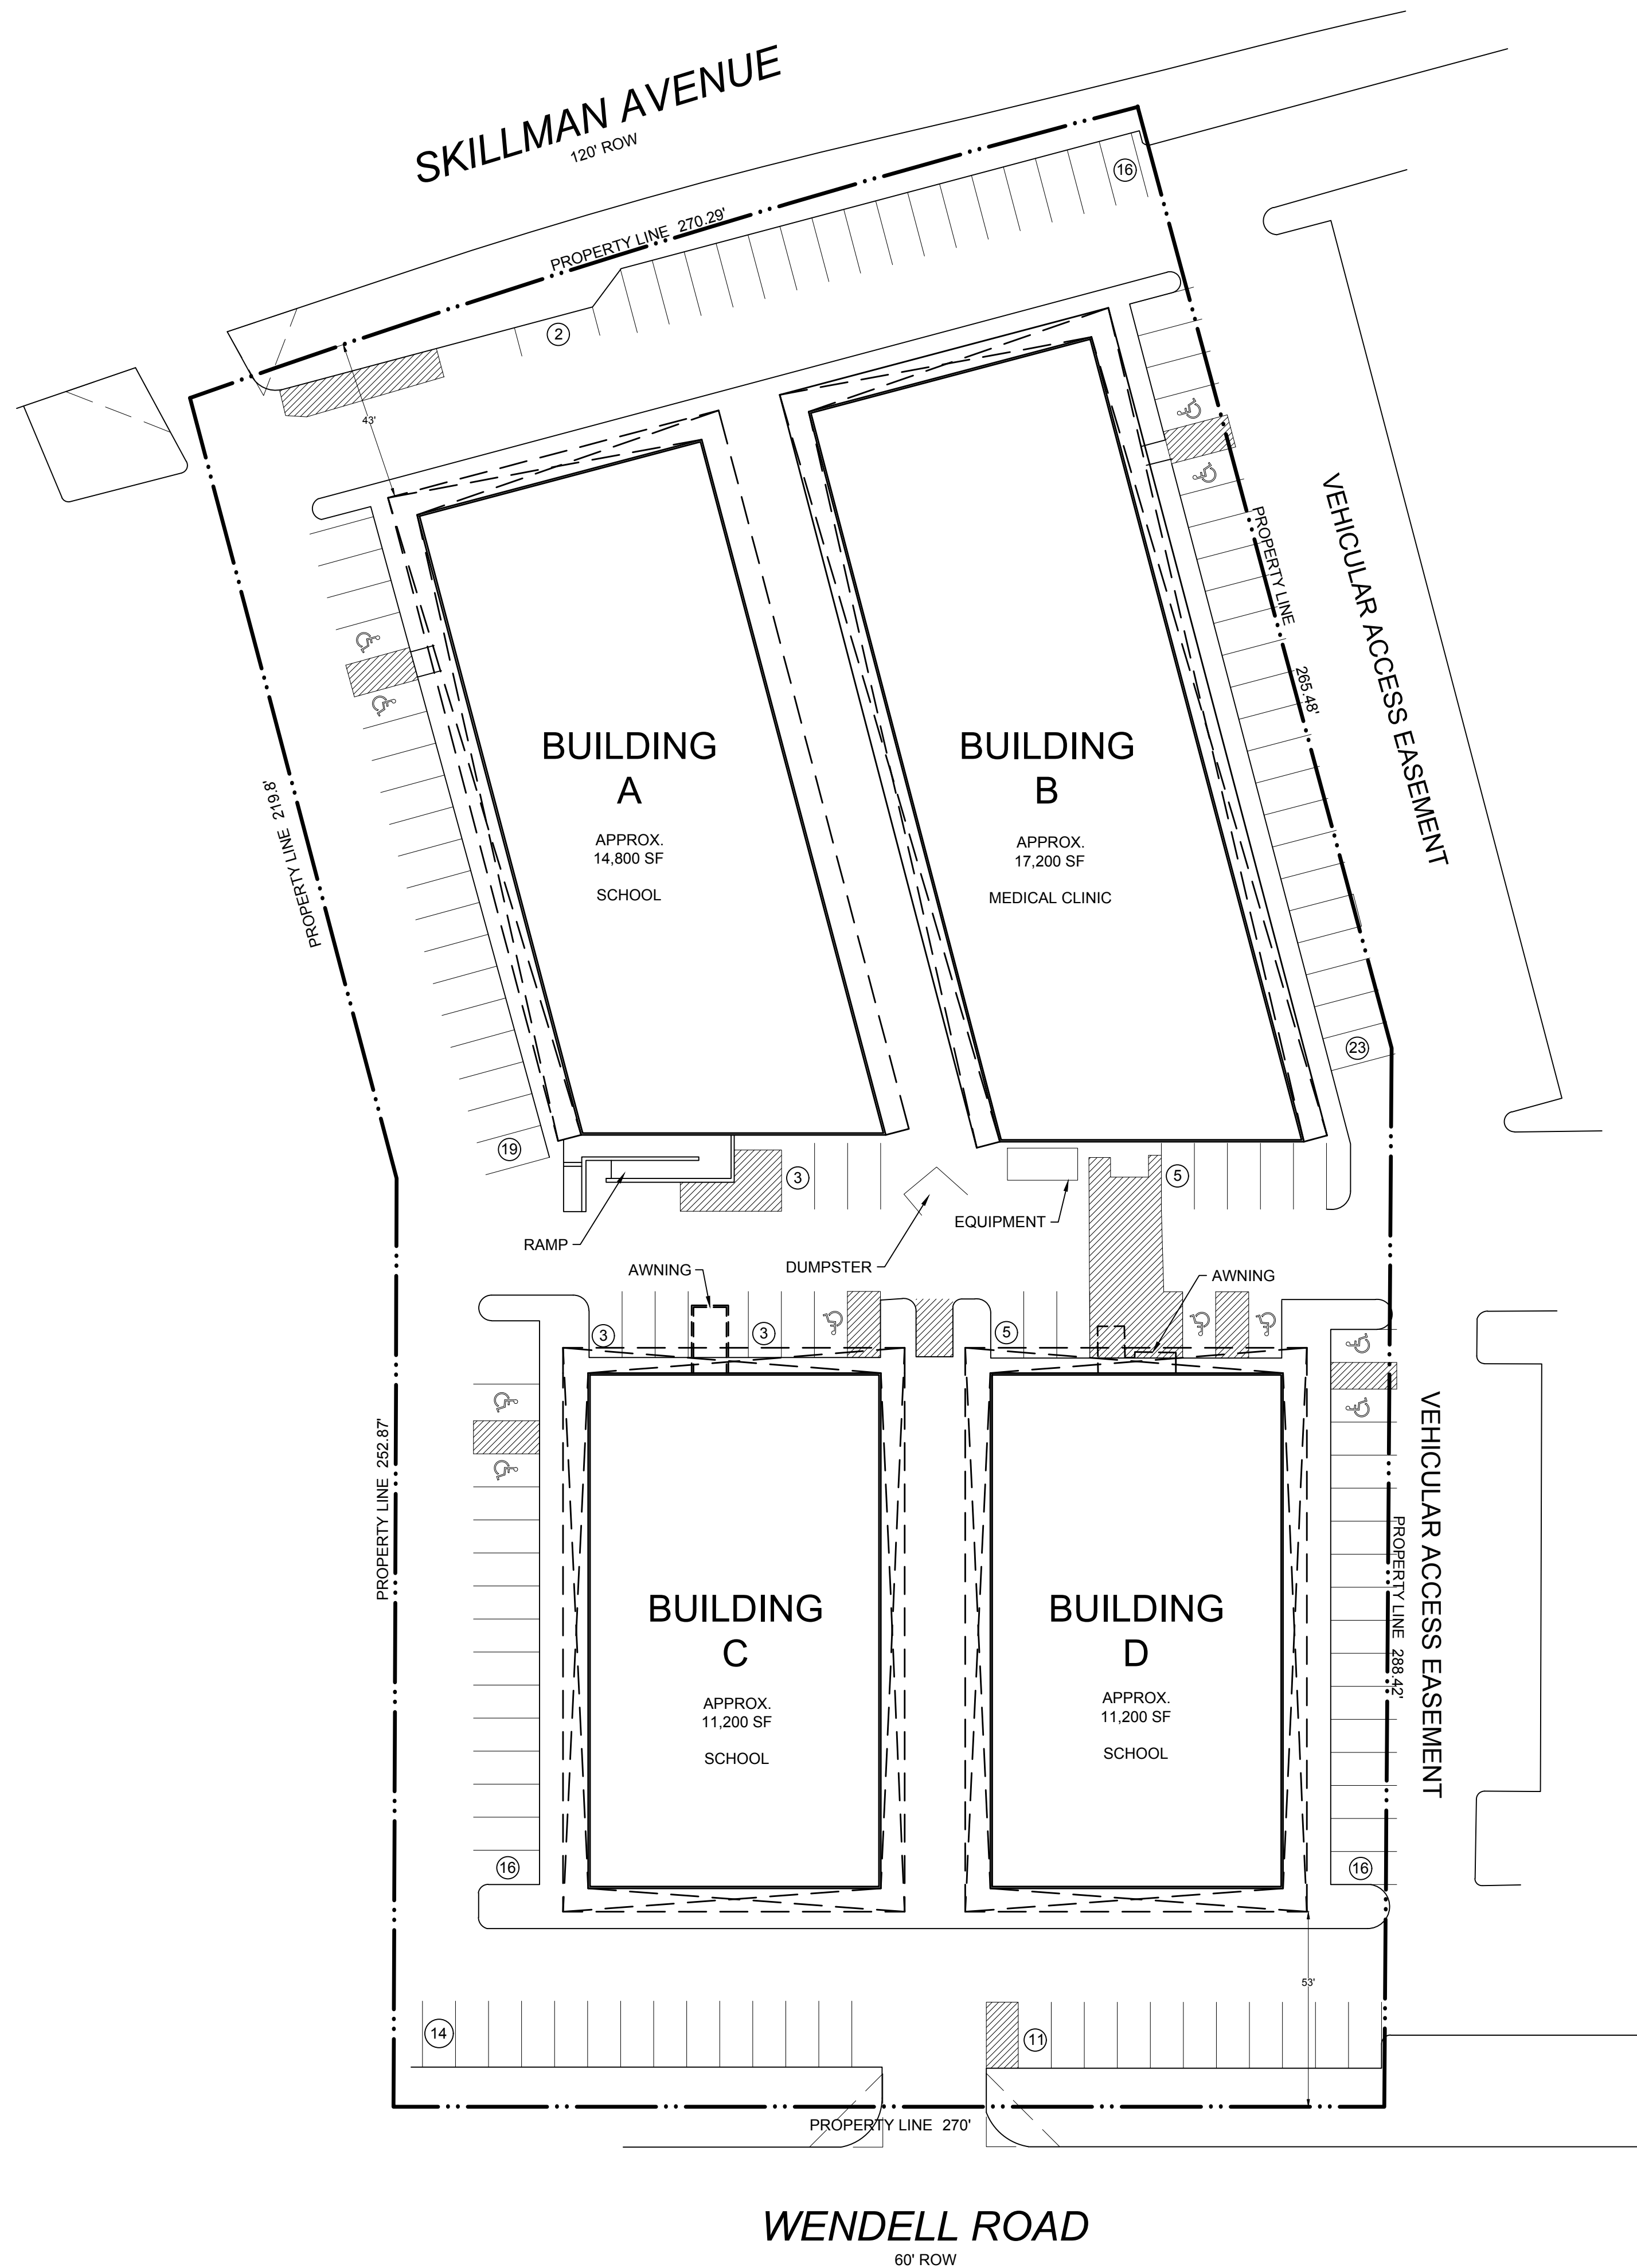 SKILLMAN AVENUE
120' ROW
16
PROPERTY LINE 270.29'
2
43'
PROPERTY LINE 265.48'
VEHICULAR ACCESS EASEMENT
PROPERTY LINE 219.8'
BUILDING
A
APPROX.
14,800 SF
SCHOOL
BUILDING
B
APPROX.
17,200 SF
MEDICAL CLINIC
23
19
3
5
RAMP
EQUIPMENT
DUMPSTER
AWNING
AWNING
3
3
5
PROPERTY LINE 252.87'
VEHICULAR ACCESS EASEMENT
PROPERTY LINE 288.42'
BUILDING
C
APPROX.
11,200 SF
SCHOOL
BUILDING
D
APPROX.
11,200 SF
SCHOOL
16
16
53'
14
11
PROPERTY LINE 270'
WENDELL ROAD
60' ROW